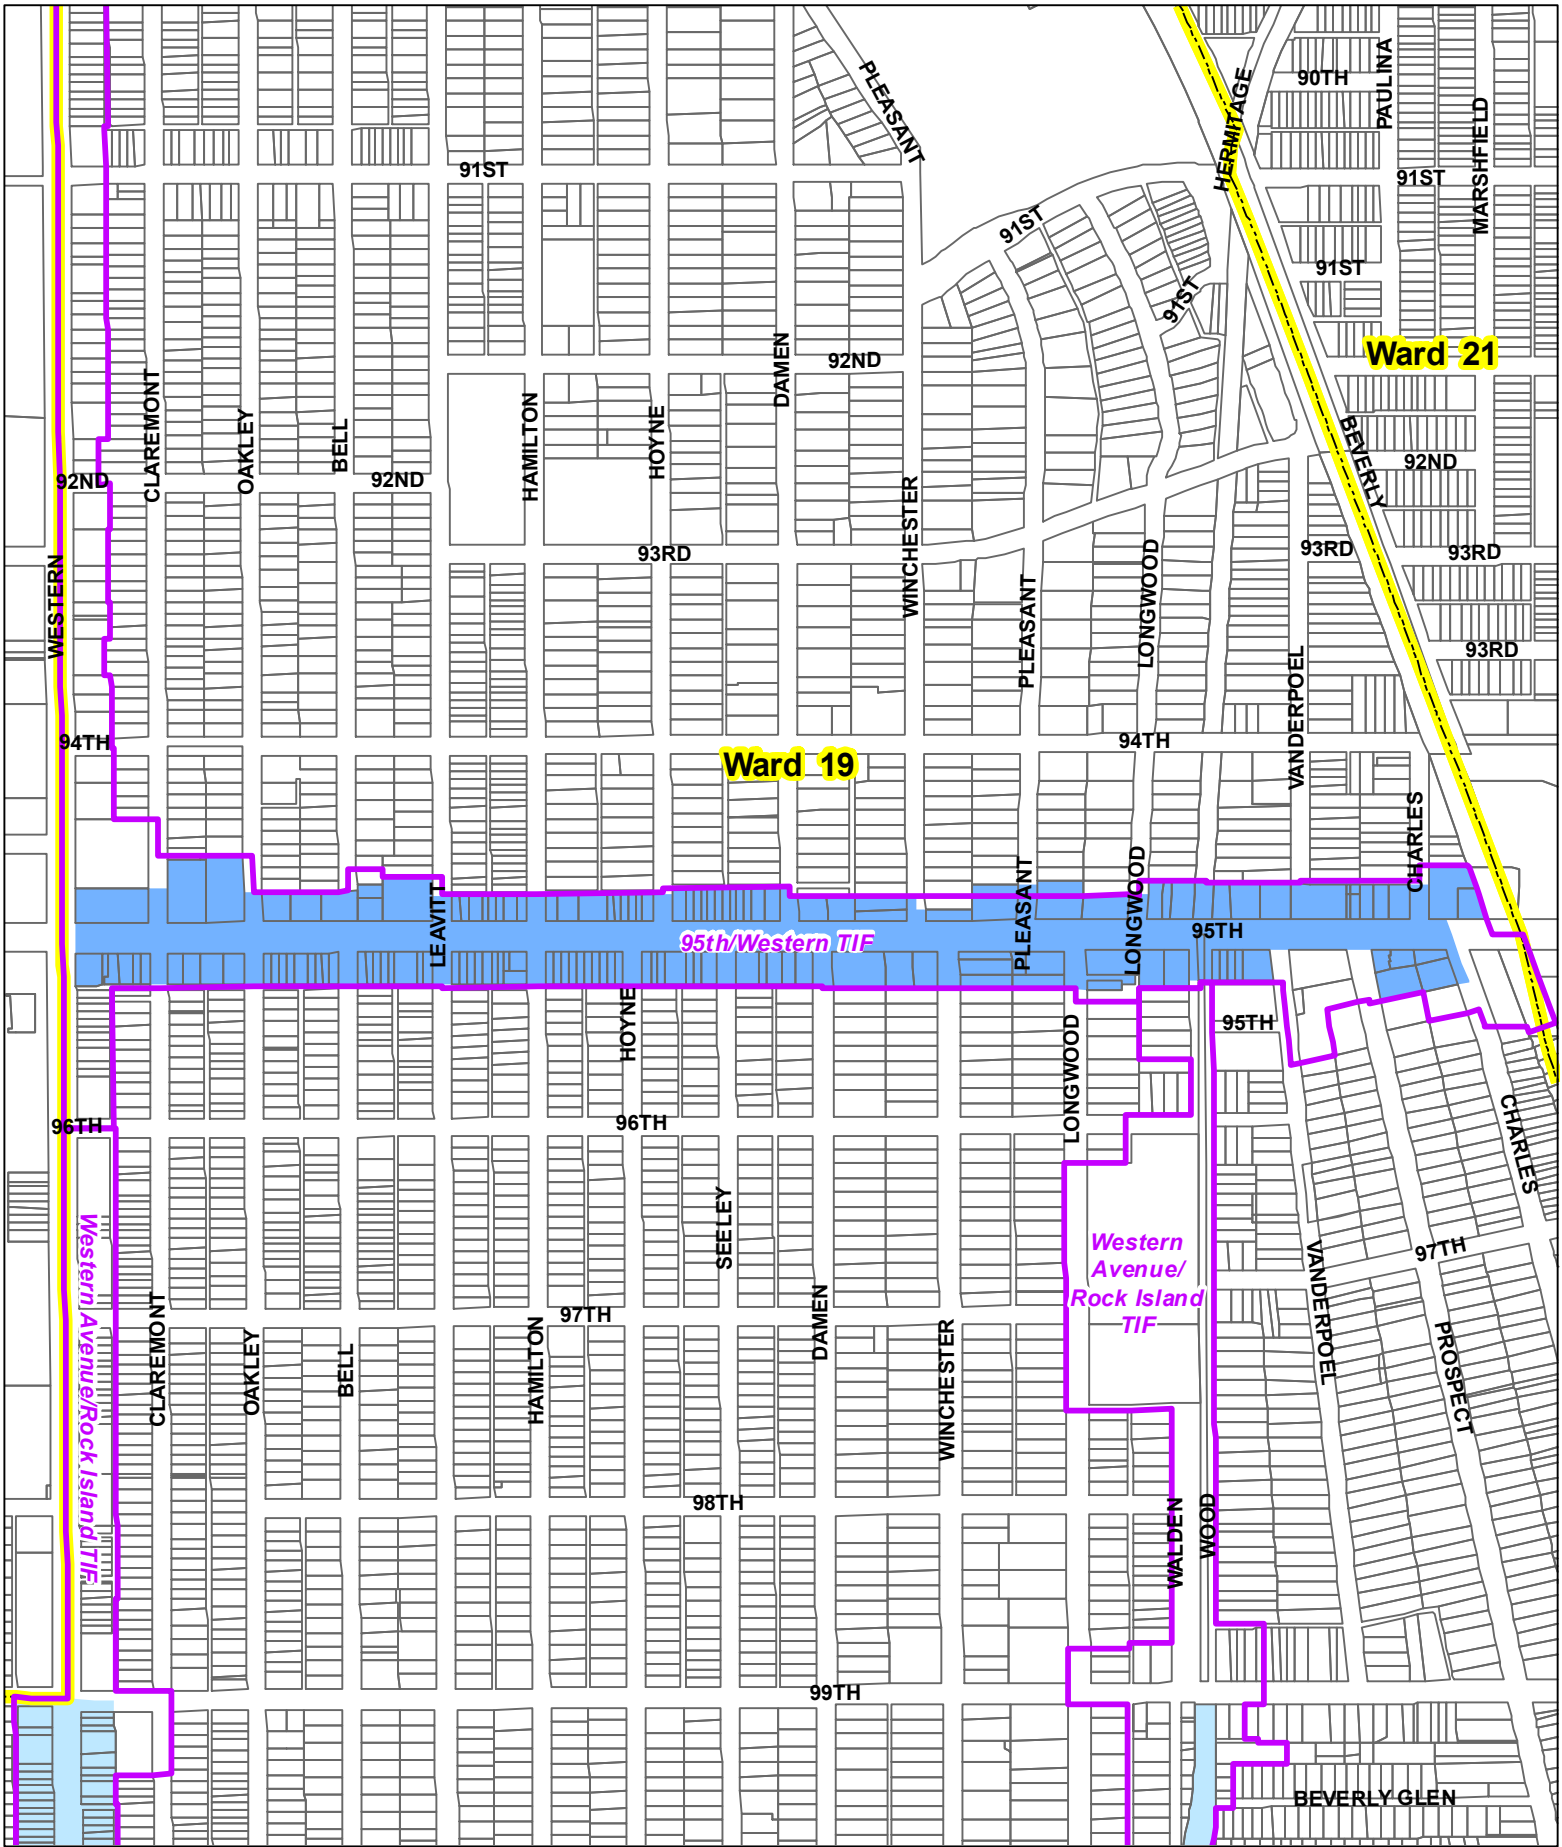 PLEASANT
HERMITAGE
90TH
PAULINA
MARSHFIELD
91ST
91ST
91ST
91ST
91ST
Ward 21
92ND
DAMEN
CLAREMONT
OAKLEY
BELL
HAMILTON
HOYNE
BEVERLY
92ND
92ND
92ND
WINCHESTER
93RD
93RD
93RD
WESTERN
PLEASANT
LONGWOOD
VANDERPOEL
93RD
94TH
94TH
Ward 19
CHARLES
LEAVITT
PLEASANT
LONGWOOD
95TH
95th/Western TIF
HOYNE
LONGWOOD
95TH
96TH
96TH
CHARLES
SEELEY
Western Avenue/Rock Island TIF
Western
Avenue/
Rock Island
TIF
97TH
VANDERPOEL
PROSPECT
97TH
CLAREMONT
OAKLEY
BELL
HAMILTON
DAMEN
WINCHESTER
98TH
WALDEN
WOOD
99TH
BEVERLY GLEN